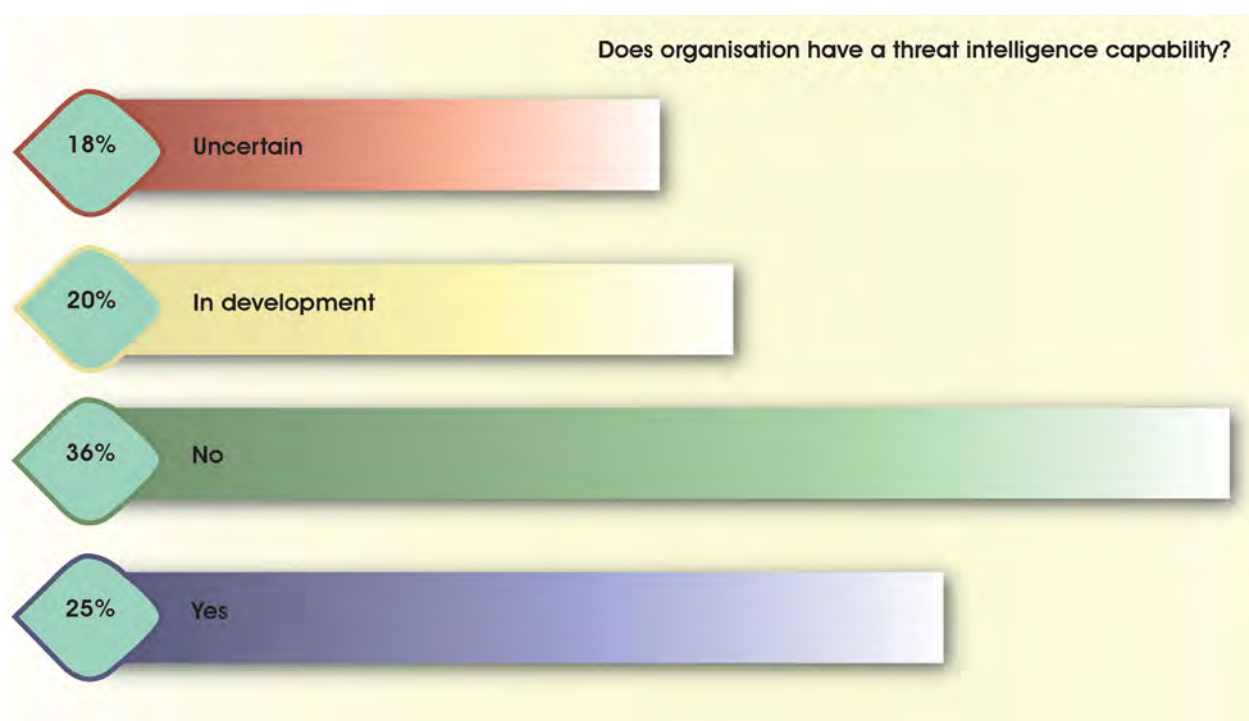 Does organisation have a threat intelligence capability?
18% Uncertain
20% In development
36% No
25% Yes